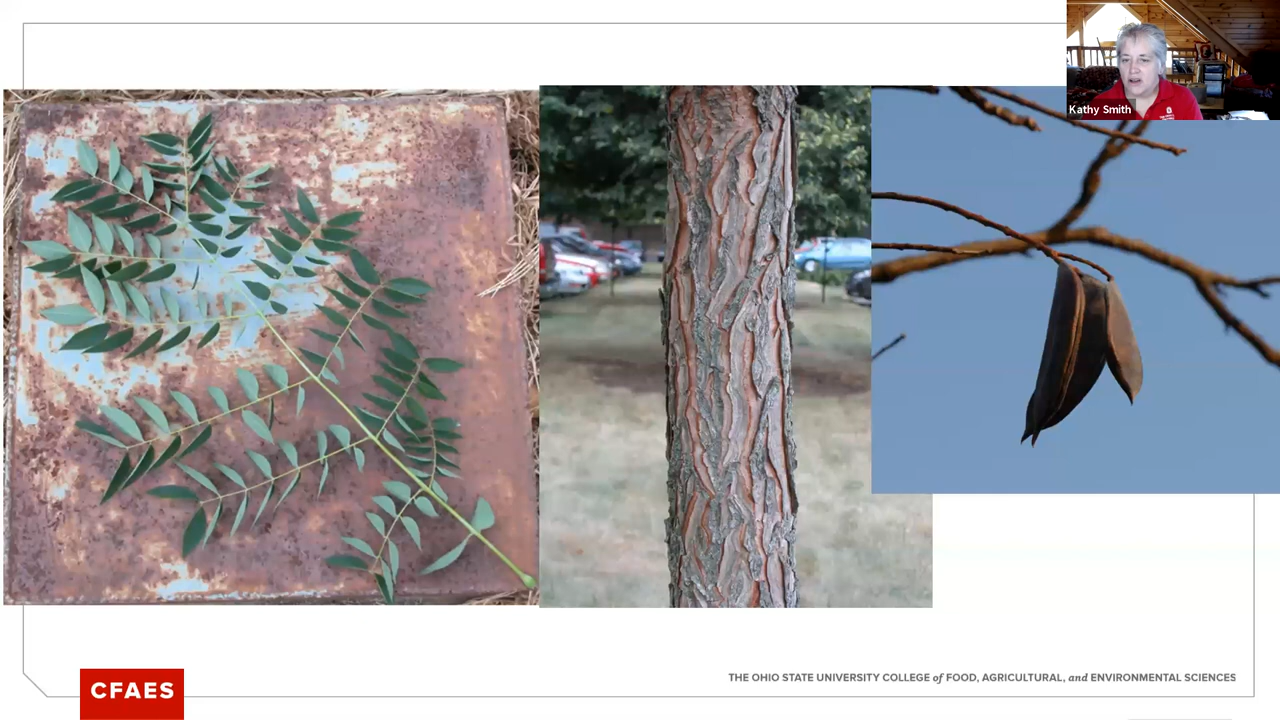 Kathy Smith
CFAES
THE OHIO STATE UNIVERSITY COLLEGE of FOOD, AGRICULTURAL, and ENVIRONMENTAL SCIENCES